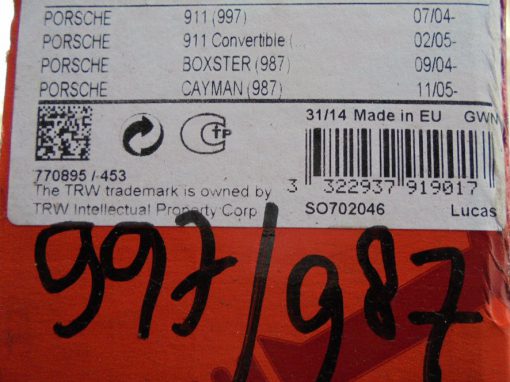 PORSCHE 911 (997) 07/04-
PORSCHE 911 Convertible (... 02/05-
PORSCHE BOXSTER (987) 09/04-
PORSCHE CAYMAN (987) 11/05-
31/14 Made in EU GWN
770895 / 453
The TRW trademark is owned by
TRW Intellectual Property Corp
3 322937 919017
SO702046 Lucas
997/987